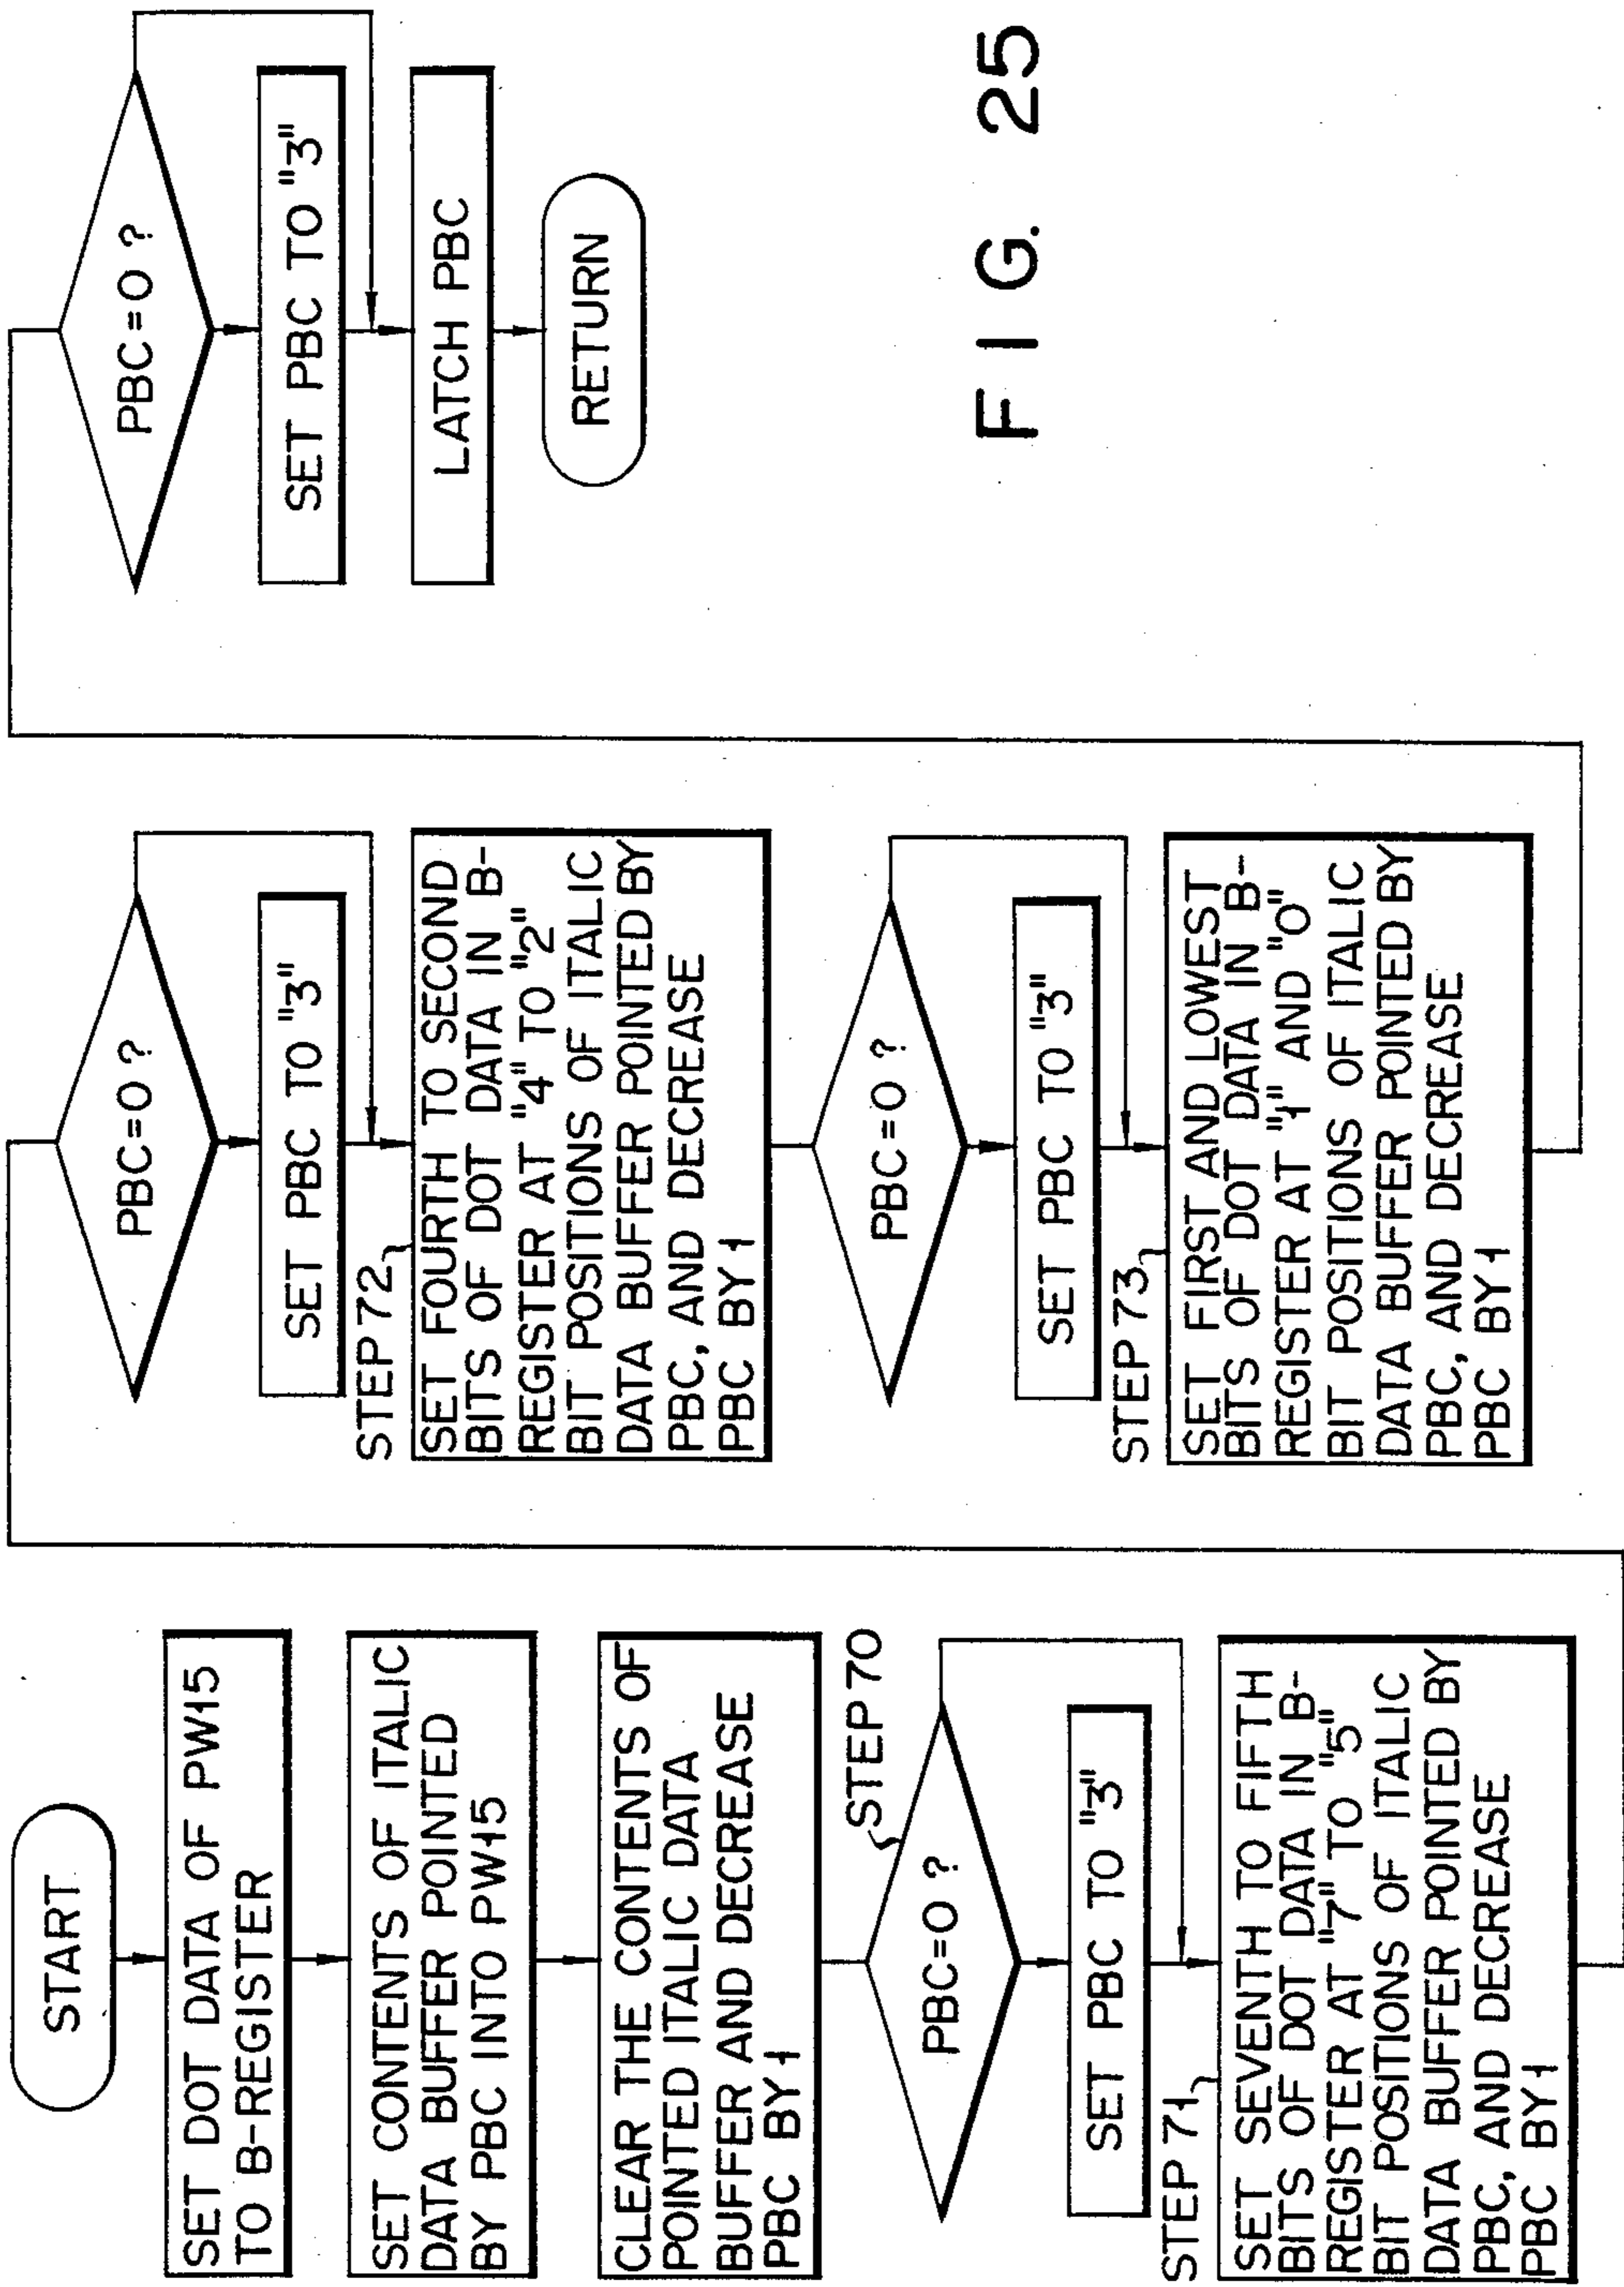 START
SET DOT DATA OF PW15
TO B-REGISTER
SET CONTENTS OF ITALIC
DATA BUFFER POINTED
BY PBC INTO PW15
CLEAR THE CONTENTS OF
POINTED ITALIC DATA
BUFFER AND DECREASE
PBC BY 1
STEP 70
PBC=0 ?
SET PBC TO "3"
STEP 71
SET SEVENTH TO FIFTH
BITS OF DOT DATA IN B-
REGISTER AT "7" TO "5"
BIT POSITIONS OF ITALIC
DATA BUFFER POINTED BY
PBC, AND DECREASE
PBC BY 1
PBC=0 ?
SET PBC TO "3"
STEP 72
SET FOURTH TO SECOND
BITS OF DOT DATA IN B-
REGISTER AT "4" TO "2"
BIT POSITIONS OF ITALIC
DATA BUFFER POINTED BY
PBC, AND DECREASE
PBC BY 1
PBC=0 ?
SET PBC TO "3"
STEP 73
SET FIRST AND LOWEST
BITS OF DOT DATA IN B-
REGISTER AT "1" AND "0"
BIT POSITIONS OF ITALIC
DATA BUFFER POINTED BY
PBC, AND DECREASE
PBC BY 1
PBC=0 ?
SET PBC TO "3"
LATCH PBC
RETURN
FIG. 25